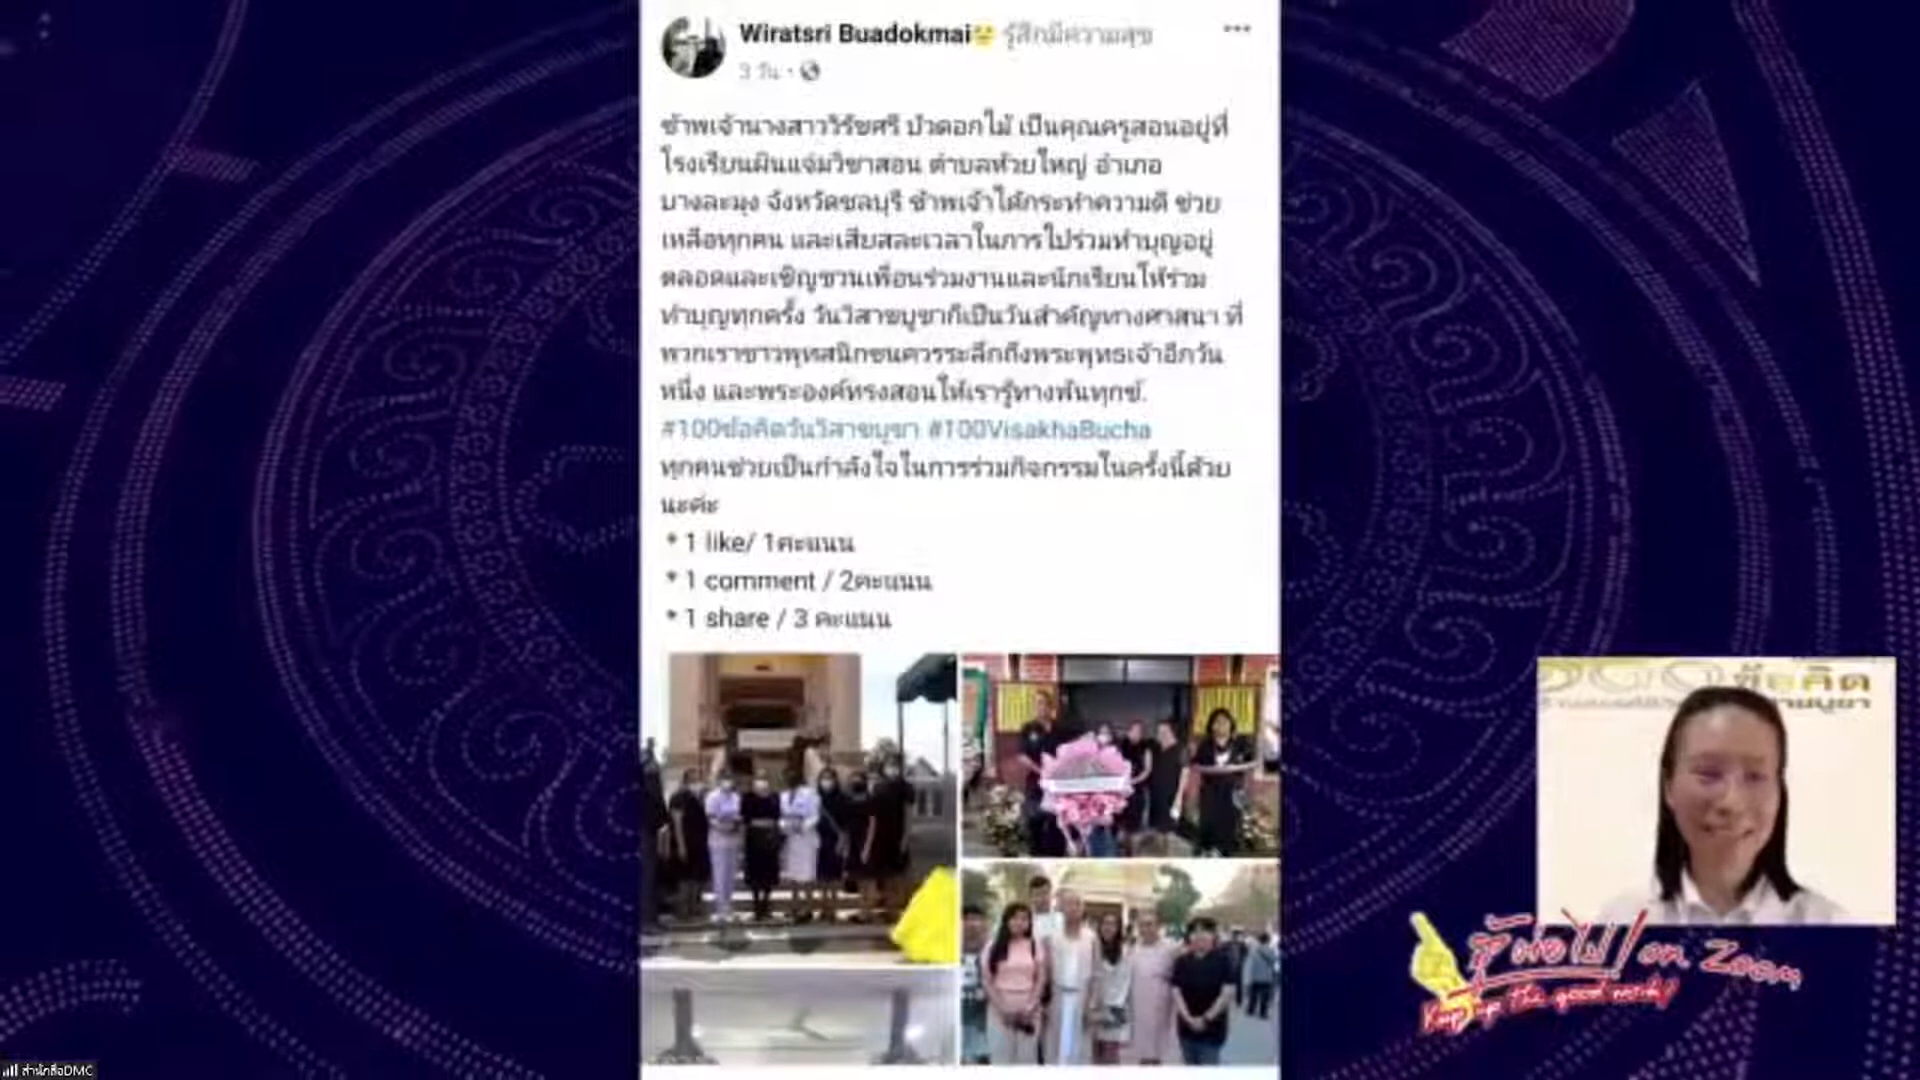 Wiratsri Buadokmai รู้สึกมีความสุข
3 วัน
ข้าพเจ้านางสาววิรัชศรี บัวดอกไม้ เป็นคุณครูสอนอยู่ที่
โรงเรียนผินแจ่มวิชาสอน ตำบลห้วยใหญ่ อำเภอ
บางละมุง จังหวัดชลบุรี ข้าพเจ้าได้กระทำความดี ช่วย
เหลือทุกคน และเสียสละเวลาในการไปร่วมทำบุญอยู่
ตลอดและเชิญชวนเพื่อนร่วมงานและนักเรียนให้ร่วม
ทำบุญทุกครั้ง วันวิสาขบูชาก็เป็นวันสำคัญทางศาสนา ที่
พวกเราชาวพุทธสนิกชนควรระลึกถึงพระพุทธเจ้าอีกวัน
หนึ่ง และพระองค์ทรงสอนให้เรารู้ทางพ้นทุกข์.
#100ข้อคิดวันวิสาขบูชา #100VisakhaBucha
ทุกคนช่วยเป็นกำลังใจในการร่วมกิจกรรมในครั้งนี้ด้วย
นะค่ะ
* 1 like/ 1คะแนน
* 1 comment / 2คะแนน
* 1 share / 3 คะแนน
ข้อคิด
สู้ต่อไป! on Zoom
Keep up the good work!
สำนักสื่อDMC